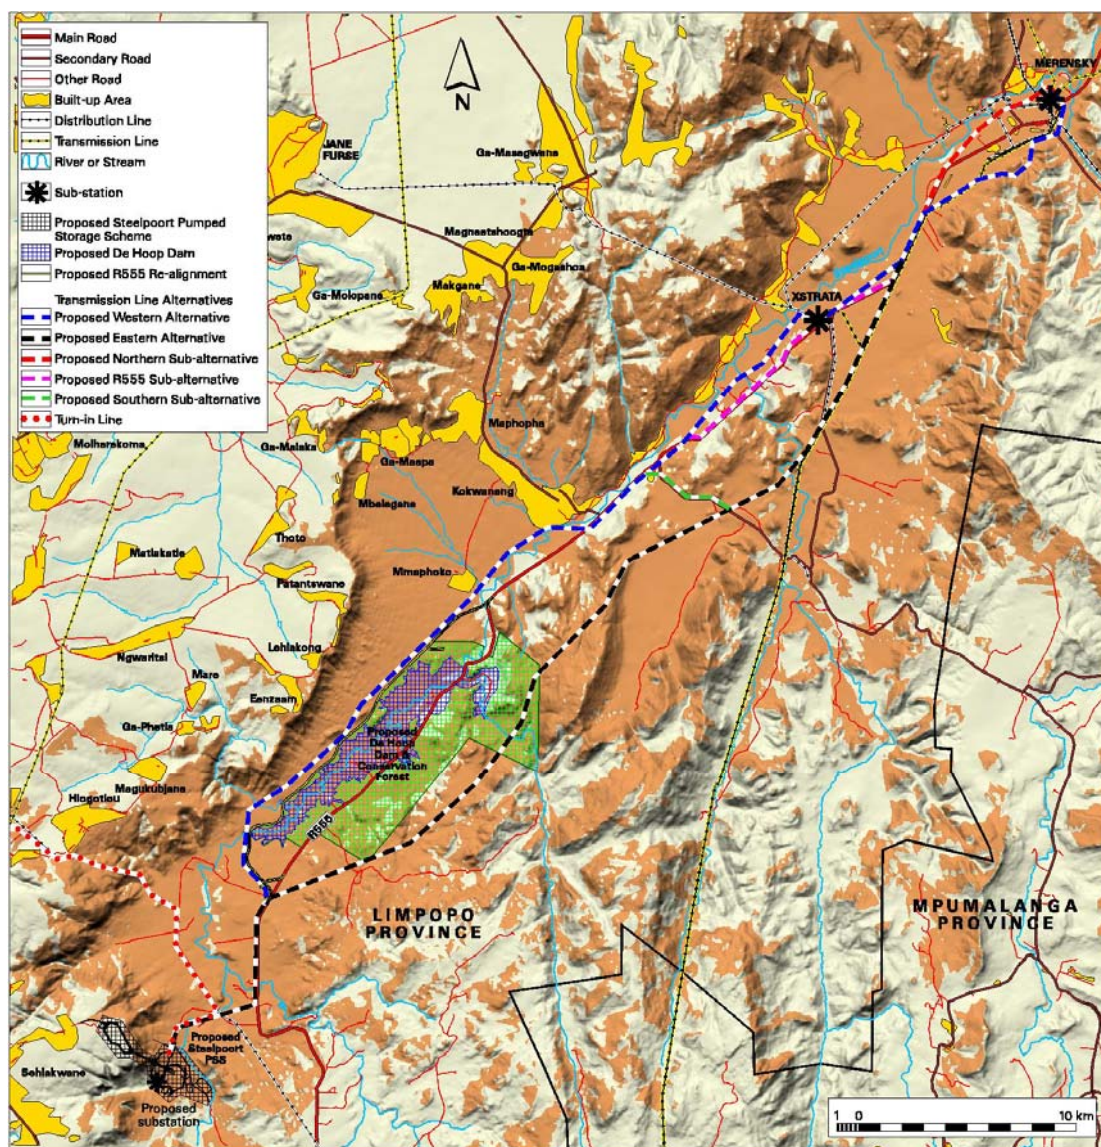 Main Road
Secondary Road
Other Road
Built-up Area
Distribution Line
Transmission Line
River or Stream
Sub-station
Proposed Steelpoort Pumped
Storage Scheme
Proposed De Hoop Dam
Proposed R555 Re-alignment
Transmission Line Alternatives
Proposed Western Alternative
Proposed Eastern Alternative
Proposed Northern Sub-alternative
Proposed R555 Sub-alternative
Proposed Southern Sub-alternative
Turn-in Line
N
MERENSKY
JANE
FURSE
Ga-Masagwana
Magnaatshoogte
Ga-Mogashoa
Makgane
Ga-Molopane
XSTRATA
Maphopha
Ga-Malaka
Ga-Maapa
Kokwaneng
Mbalegane
Thoto
Matlakatle
Mmaphoko
Patantswane
Ngwaritsi
Lehlakong
Mare
Eenzaam
Ga-Phatla
Magukubjane
Hlogotlou
Proposed
De Hoop
Dam &
Conservation
Forest
R555
LIMPOPO
PROVINCE
MPUMALANGA
PROVINCE
Proposed
Steelpoort
PSS
Sehlakwane
Proposed
substation
1 0 10 km